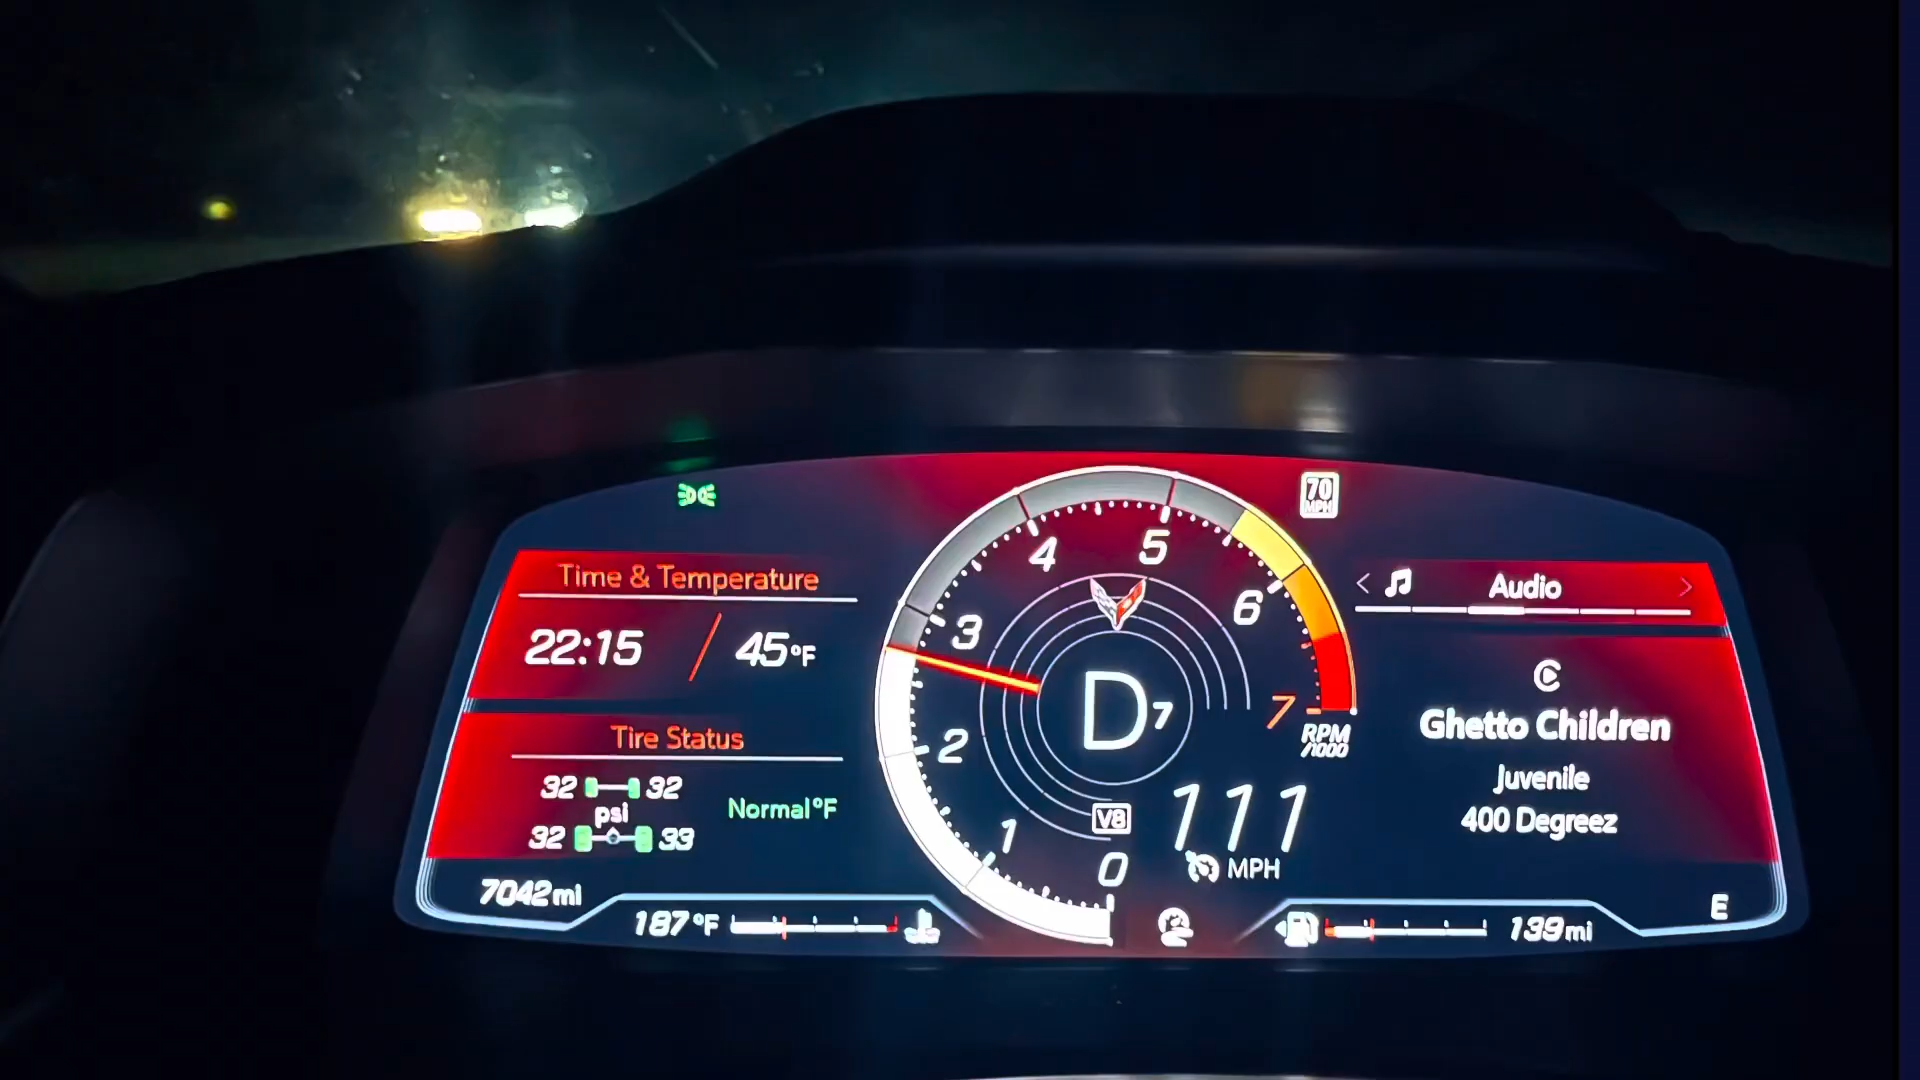 70
MPH
Time & Temperature
22:15
45°F
Tire Status
32 32
psi
32 33
Normal°F
7042mi
187°F
0
1
2
3
4
5
6
7
RPM
/1000
D7
V8
111
MPH
Audio
Ghetto Children
Juvenile
400 Degreez
139mi
E